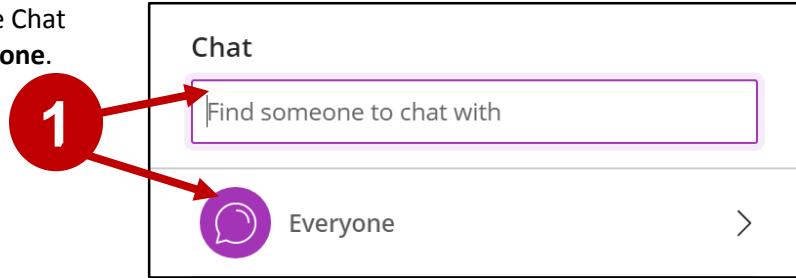 e Chat
one.
1
Chat
Find someone to chat with
Everyone